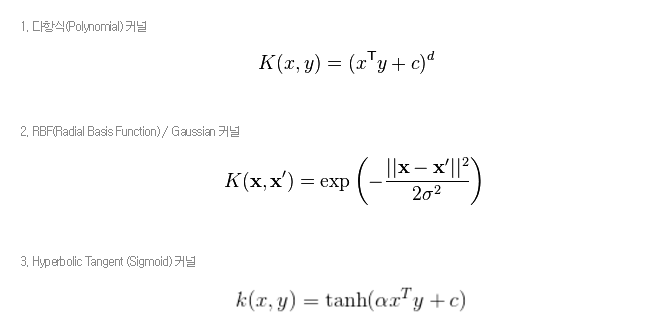 1. 다항식(Polynomial) 커널
K(x, y) = (xᵀy + c)ᵈ
2. RBF(Radial Basis Function) / Gaussian 커널
K(𝐱, 𝐱′) = exp(−||𝐱 − 𝐱′||² / 2σ²)
3. Hyperbolic Tangent (Sigmoid) 커널
k(x, y) = tanh(αxᵀy + c)